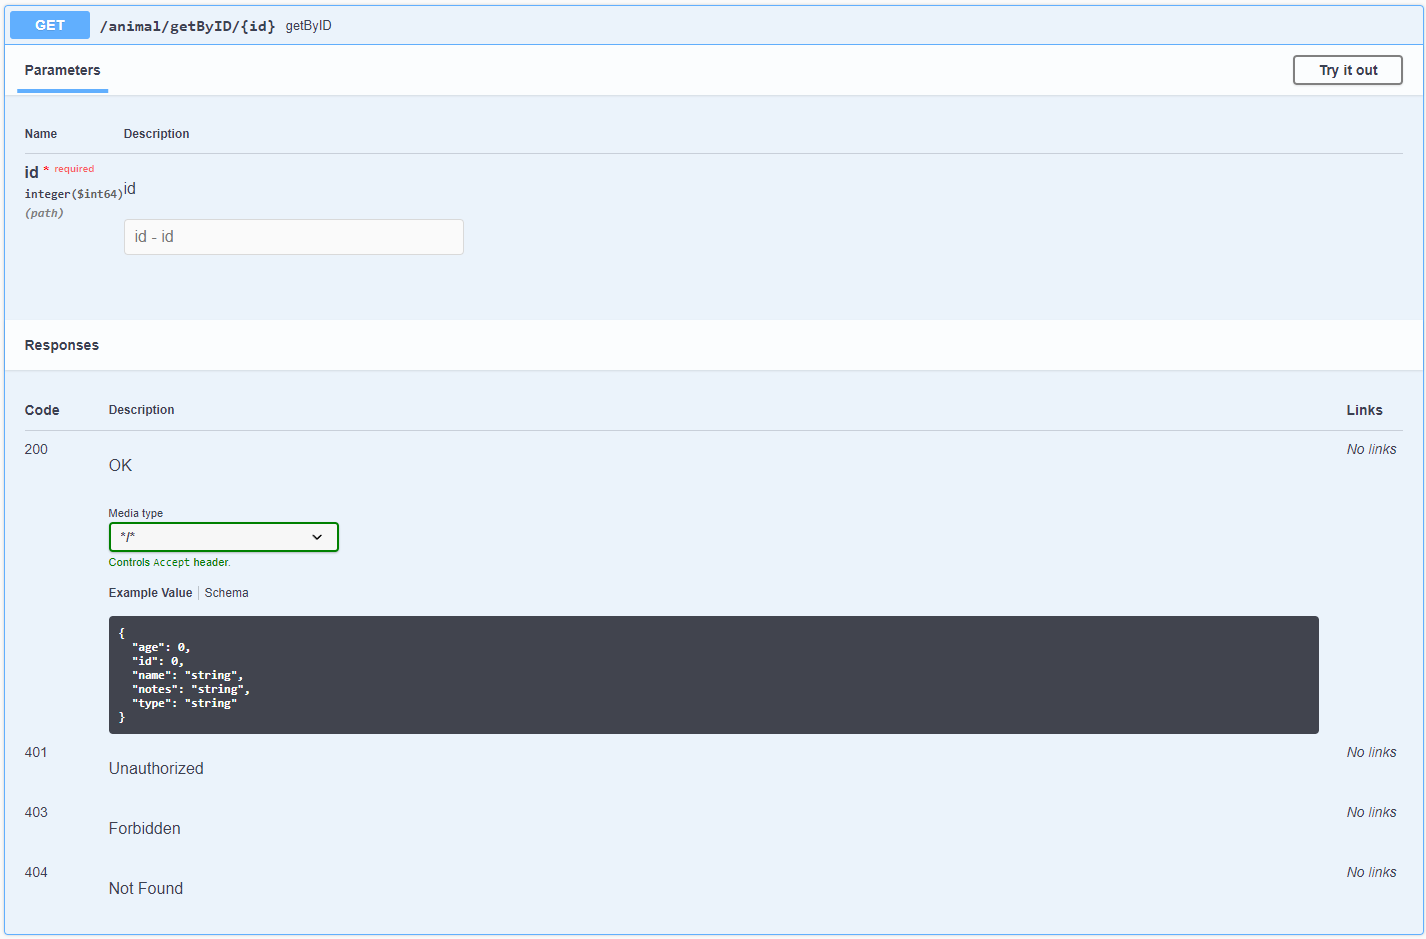 GET /animal/getByID/{id} getByID
Parameters
Try it out
Name Description
id * required
integer($int64)
(path)
id
id - id
Responses
Code Description Links
200 No links
OK
Media type
*/*
Controls Accept header.
Example Value | Schema
{
  "age": 0,
  "id": 0,
  "name": "string",
  "notes": "string",
  "type": "string"
}
401 No links
Unauthorized
403 No links
Forbidden
404 No links
Not Found